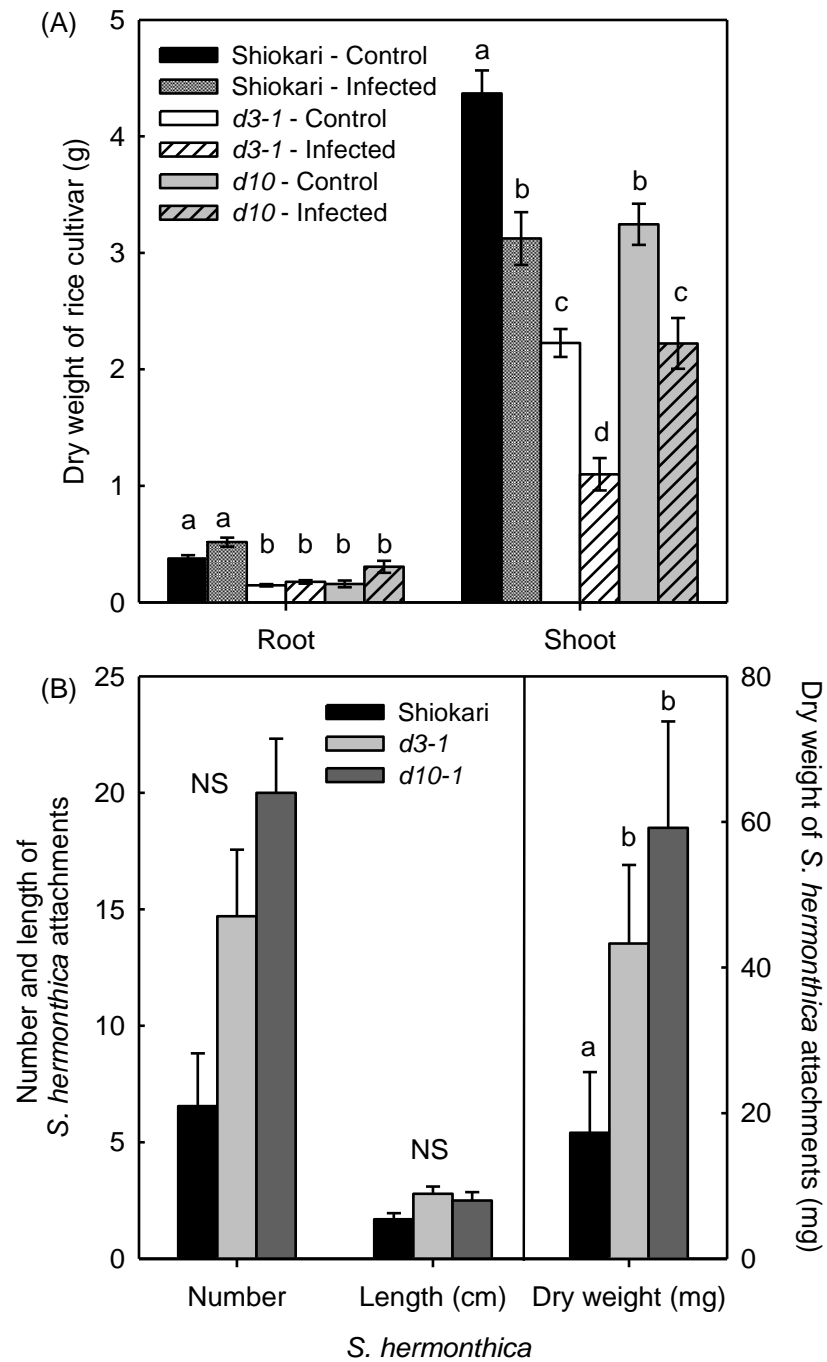 (A)
5
4
3
2
1
0
Dry weight of rice cultivar (g)
Shiokari - Control
Shiokari - Infected
d3-1 - Control
d3-1 - Infected
d10 - Control
d10 - Infected
a a b b b b
a b c d b c
Root Shoot
(B)
25
20
15
10
5
0
Number and length of
S. hermonthica attachments
Shiokari
d3-1
d10-1
NS
NS
a b b
80
60
40
20
0
Dry weight of S. hermonthica attachments (mg)
Number Length (cm) Dry weight (mg)
S. hermonthica